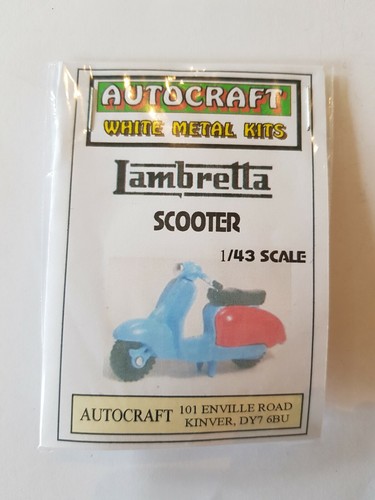 AUTOCRAFT
WHITE METAL KITS
Lambretta
SCOOTER
1/43 SCALE
AUTOCRAFT 101 ENVILLE ROAD
KINVER, DY7 6BU